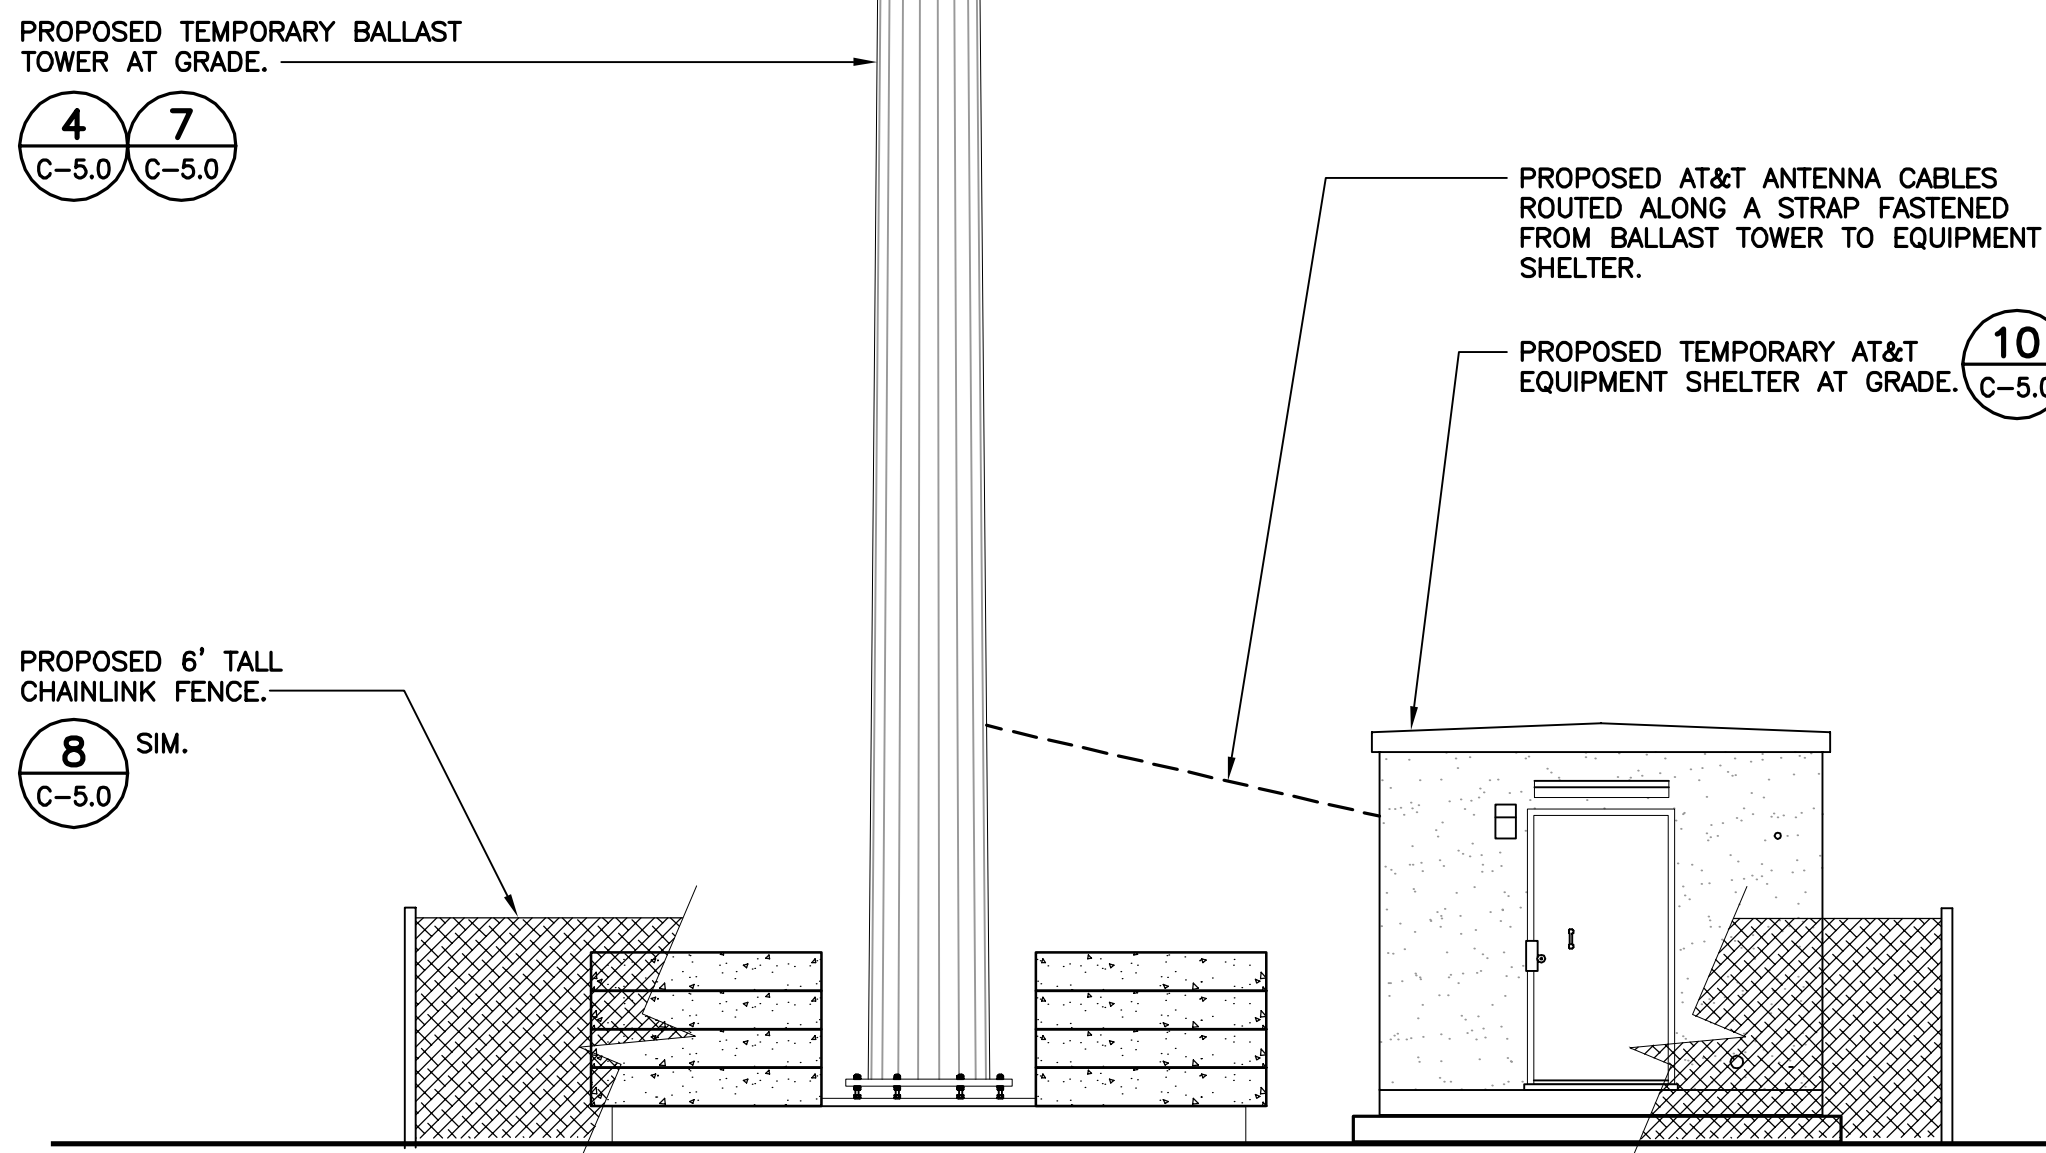 PROPOSED TEMPORARY BALLAST
TOWER AT GRADE.
4
C-5.0
7
C-5.0
PROPOSED AT&T ANTENNA CABLES
ROUTED ALONG A STRAP FASTENED
FROM BALLAST TOWER TO EQUIPMENT
SHELTER.
PROPOSED TEMPORARY AT&T
EQUIPMENT SHELTER AT GRADE.
10
C-5.0
PROPOSED 6' TALL
CHAINLINK FENCE.
8
C-5.0
SIM.